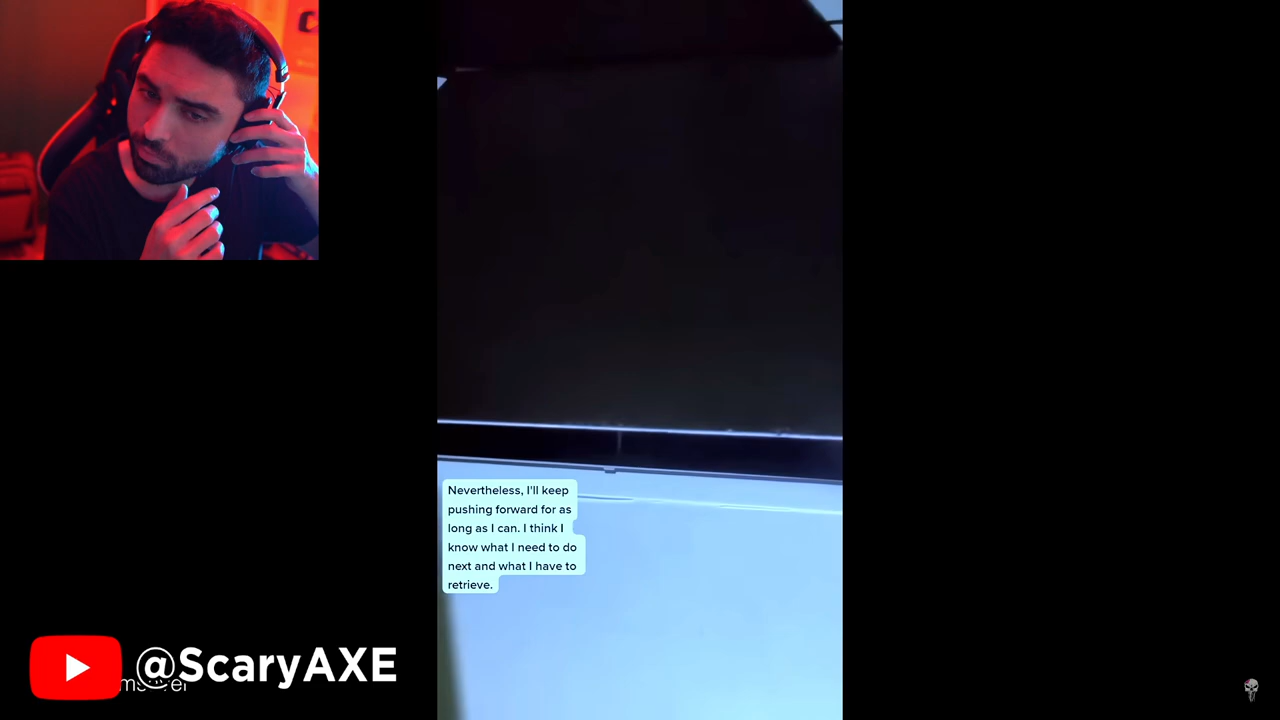 Nevertheless, I'll keep
pushing forward for as
long as I can. I think I
know what I need to do
next and what I have to
retrieve.
@ScaryAXE